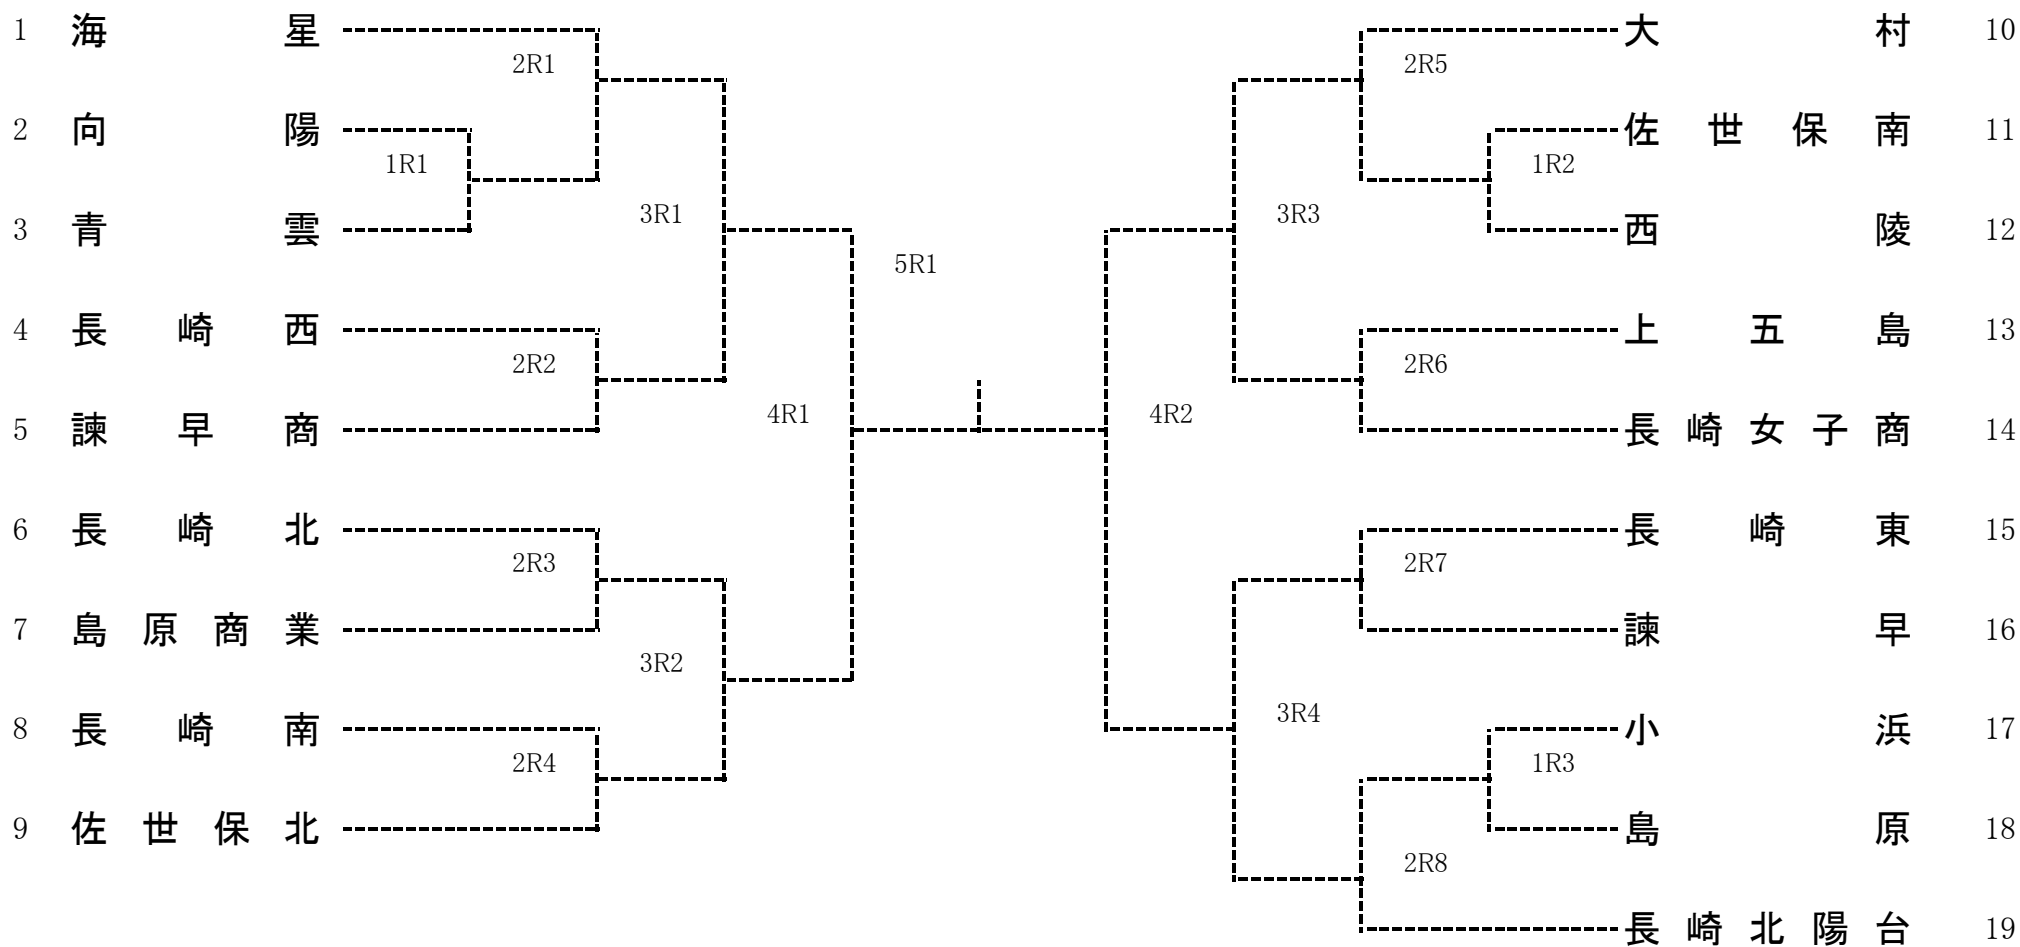 1 海星 大村 10
2R1 2R5
2 向陽 佐世保南 11
1R1 1R2
3 青雲 3R1 3R3 西陵 12
5R1
4 長崎西 上五島 13
2R2 2R6
5 諫早商 4R1 4R2 長崎女子商 14
6 長崎北 長崎東 15
2R3 2R7
7 島原商業 諫早 16
3R2
8 長崎南 3R4 小浜 17
2R4 1R3
9 佐世保北 島原 18
2R8
長崎北陽台 19